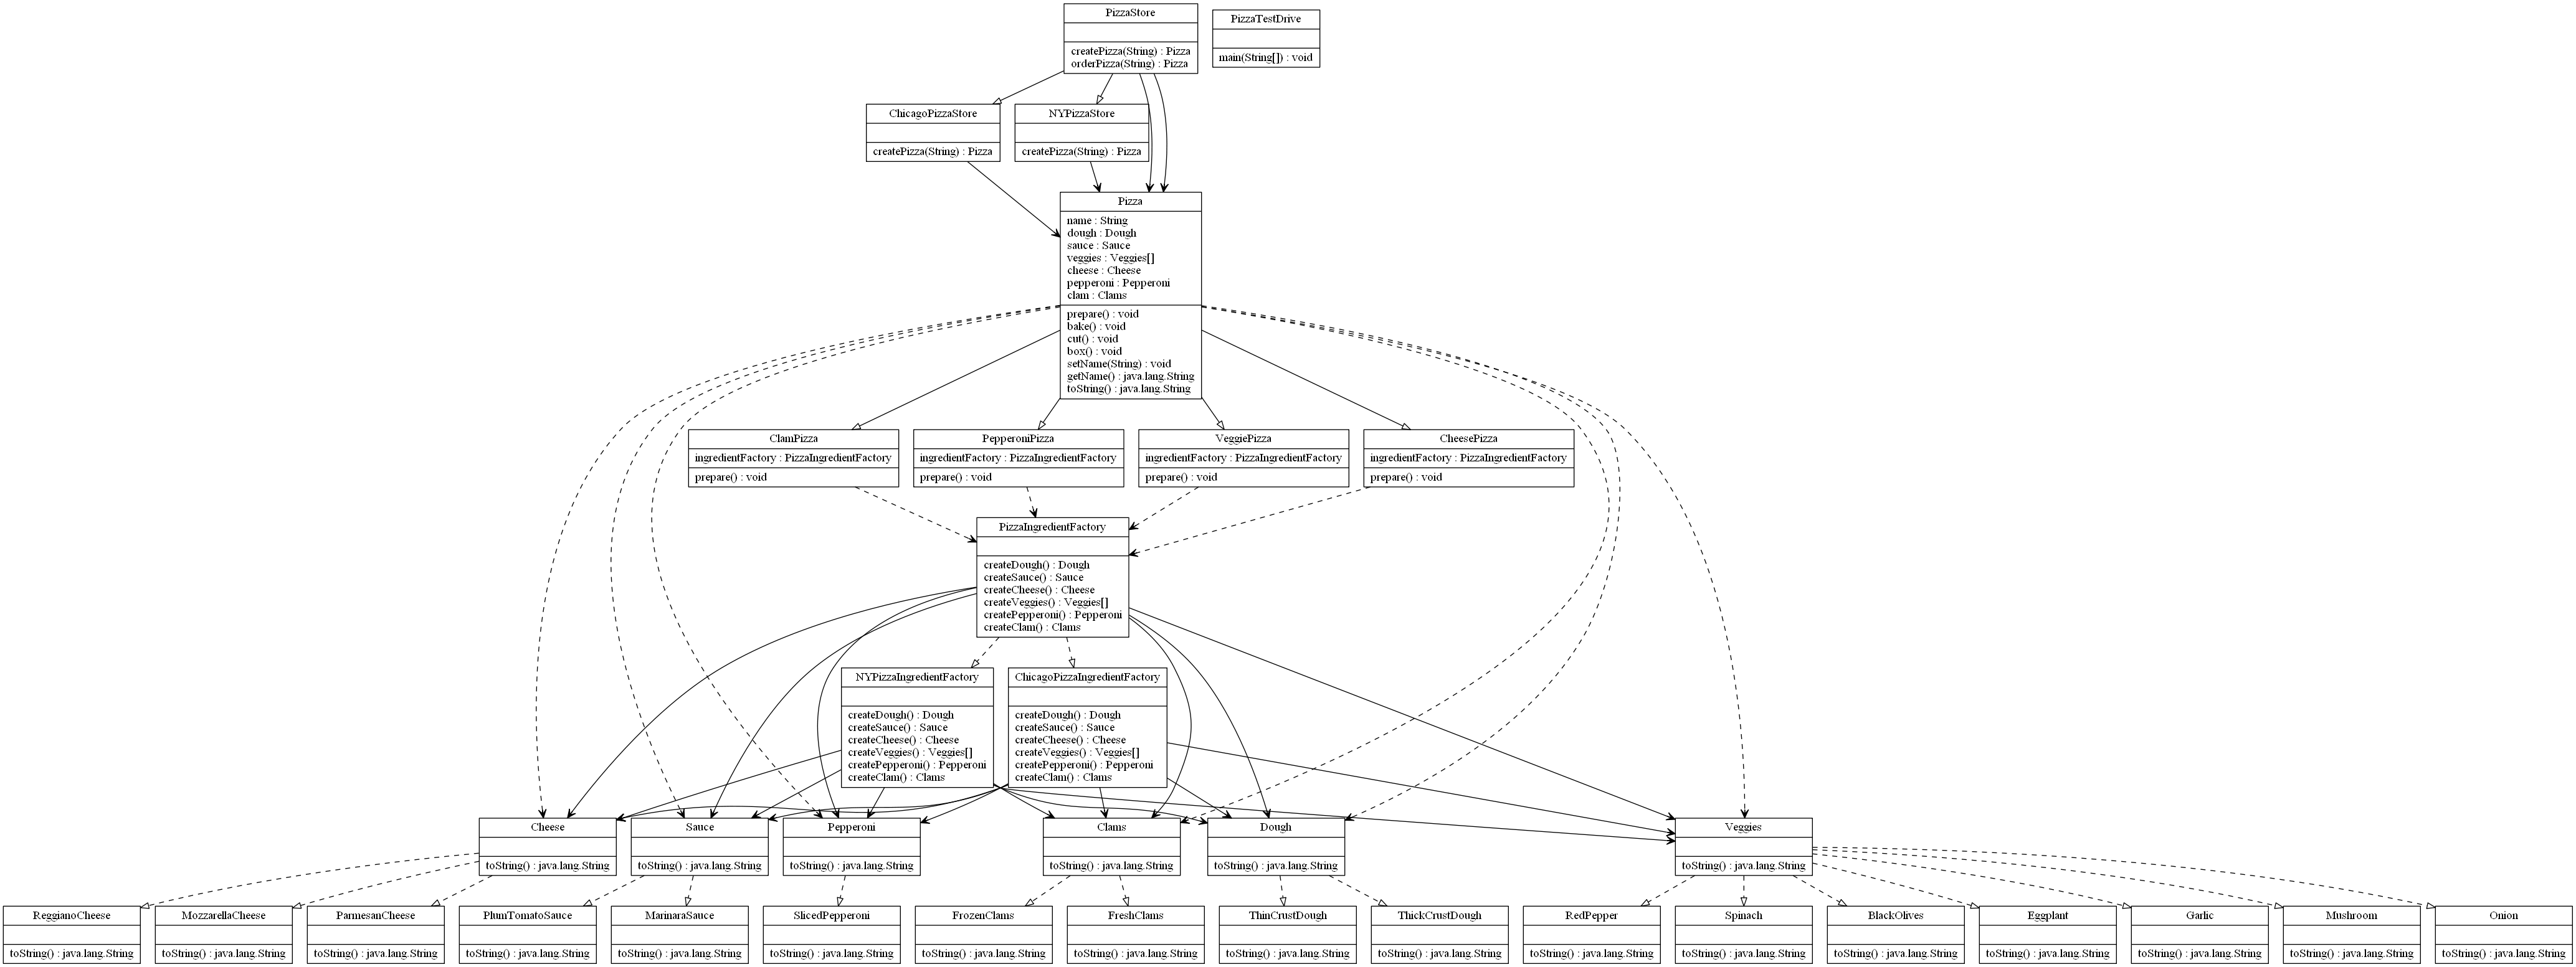 PizzaStore
createPizza(String) : Pizza
orderPizza(String) : Pizza
PizzaTestDrive
main(String[]) : void
ChicagoPizzaStore
createPizza(String) : Pizza
NYPizzaStore
createPizza(String) : Pizza
Pizza
name : String
dough : Dough
sauce : Sauce
veggies : Veggies[]
cheese : Cheese
pepperoni : Pepperoni
clam : Clams
prepare() : void
bake() : void
cut() : void
box() : void
setName(String) : void
getName() : java.lang.String
toString() : java.lang.String
ClamPizza
ingredientFactory : PizzaIngredientFactory
prepare() : void
PepperoniPizza
ingredientFactory : PizzaIngredientFactory
prepare() : void
VeggiePizza
ingredientFactory : PizzaIngredientFactory
prepare() : void
CheesePizza
ingredientFactory : PizzaIngredientFactory
prepare() : void
PizzaIngredientFactory
createDough() : Dough
createSauce() : Sauce
createCheese() : Cheese
createVeggies() : Veggies[]
createPepperoni() : Pepperoni
createClam() : Clams
NYPizzaIngredientFactory
createDough() : Dough
createSauce() : Sauce
createCheese() : Cheese
createVeggies() : Veggies[]
createPepperoni() : Pepperoni
createClam() : Clams
ChicagoPizzaIngredientFactory
createDough() : Dough
createSauce() : Sauce
createCheese() : Cheese
createVeggies() : Veggies[]
createPepperoni() : Pepperoni
createClam() : Clams
Cheese
toString() : java.lang.String
Sauce
toString() : java.lang.String
Pepperoni
toString() : java.lang.String
Clams
toString() : java.lang.String
Dough
toString() : java.lang.String
Veggies
toString() : java.lang.String
ReggianoCheese
toString() : java.lang.String
MozzarellaCheese
toString() : java.lang.String
ParmesanCheese
toString() : java.lang.String
PlumTomatoSauce
toString() : java.lang.String
MarinaraSauce
toString() : java.lang.String
SlicedPepperoni
toString() : java.lang.String
FrozenClams
toString() : java.lang.String
FreshClams
toString() : java.lang.String
ThinCrustDough
toString() : java.lang.String
ThickCrustDough
toString() : java.lang.String
RedPepper
toString() : java.lang.String
Spinach
toString() : java.lang.String
BlackOlives
toString() : java.lang.String
Eggplant
toString() : java.lang.String
Garlic
toString() : java.lang.String
Mushroom
toString() : java.lang.String
Onion
toString() : java.lang.String